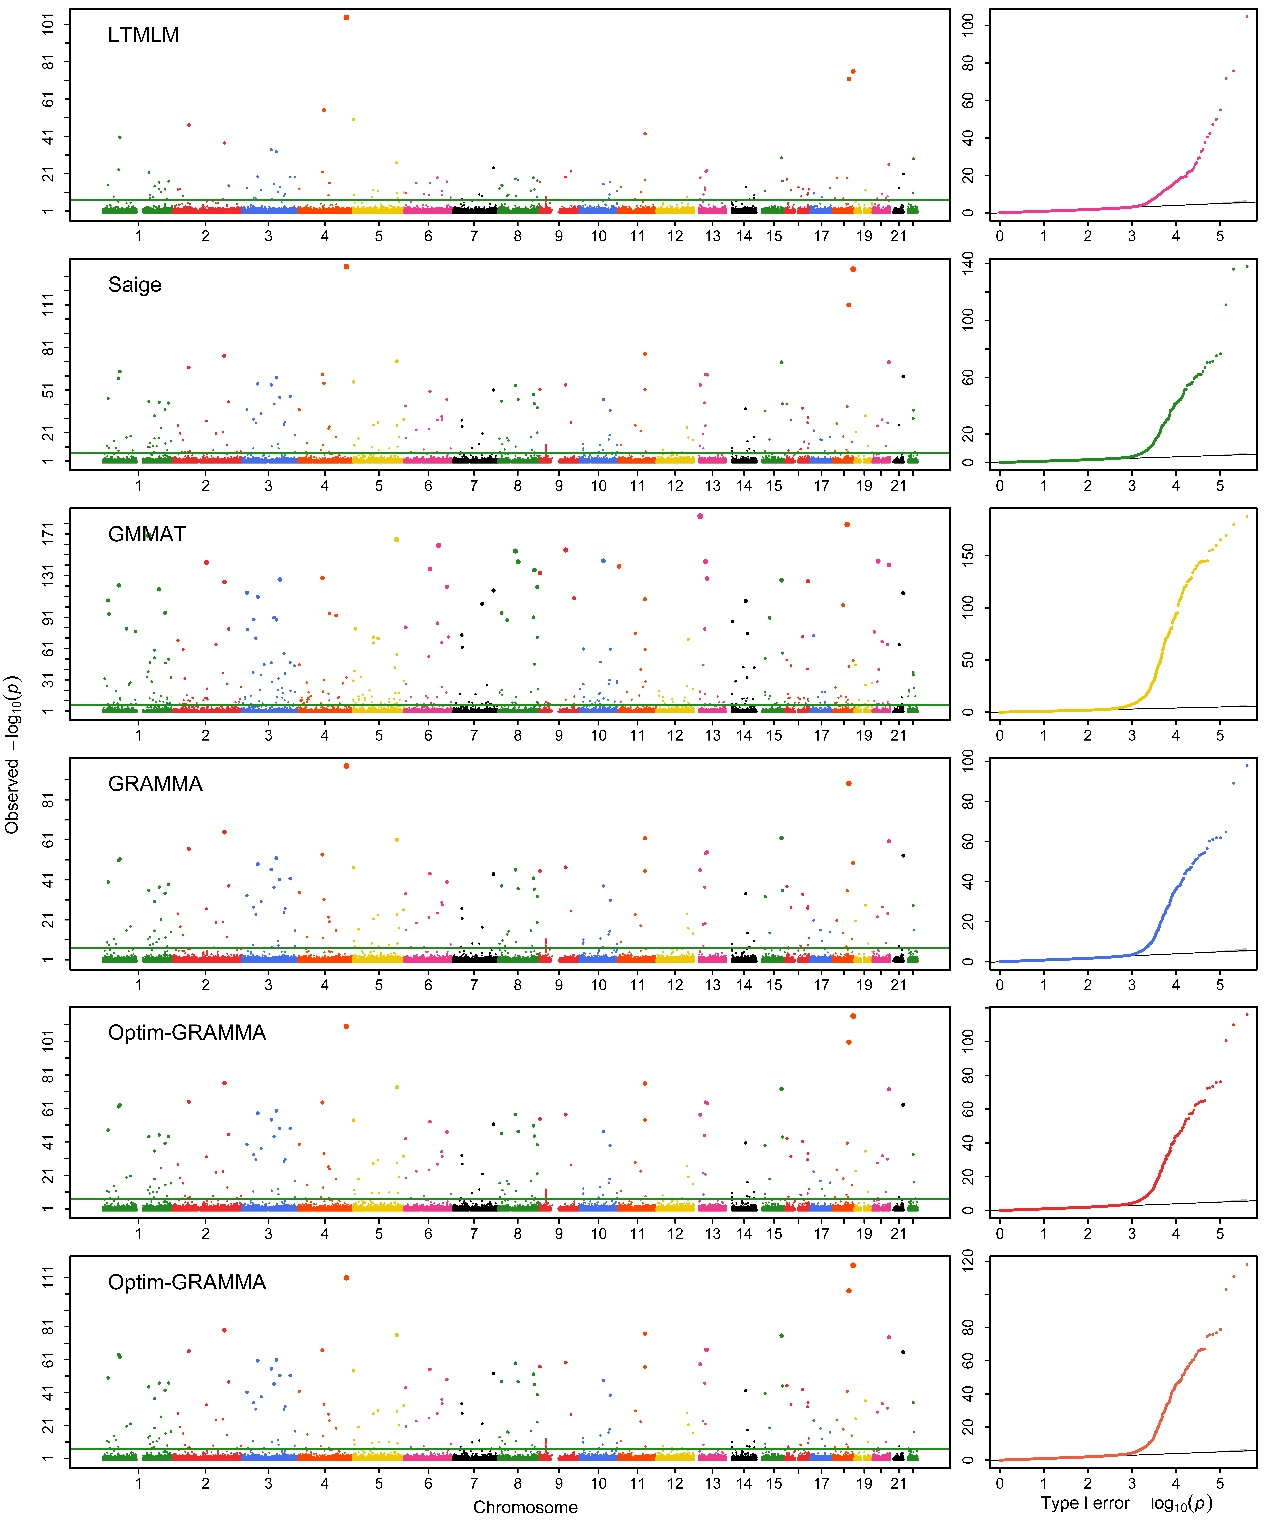 LTMLM
1 21 41 61 81 101
1 2 3 4 5 6 7 8 9 10 11 12 13 14 15 17 19 21
0 20 40 60 80 100
0 1 2 3 4 5
Saige
1 21 51 81 111
1 2 3 4 5 6 7 8 9 10 11 12 13 14 15 17 19 21
0 20 60 100 140
0 1 2 3 4 5
GMMAT
1 31 61 91 131 171
1 2 3 4 5 6 7 8 9 10 11 12 13 14 15 17 19 21
0 50 100 150
0 1 2 3 4 5
GRAMMA
1 21 41 61 81
1 2 3 4 5 6 7 8 9 10 11 12 13 14 15 17 19 21
0 20 40 60 80 100
0 1 2 3 4 5
Optim-GRAMMA
1 21 41 61 81 101
1 2 3 4 5 6 7 8 9 10 11 12 13 14 15 17 19 21
0 20 40 60 80 100
0 1 2 3 4 5
Optim-GRAMMA
1 21 41 61 81 111
1 2 3 4 5 6 7 8 9 10 11 12 13 14 15 17 19 21
0 20 40 60 80 120
0 1 2 3 4 5
Observed −log10(p)
Chromosome
Type I error log10(p)